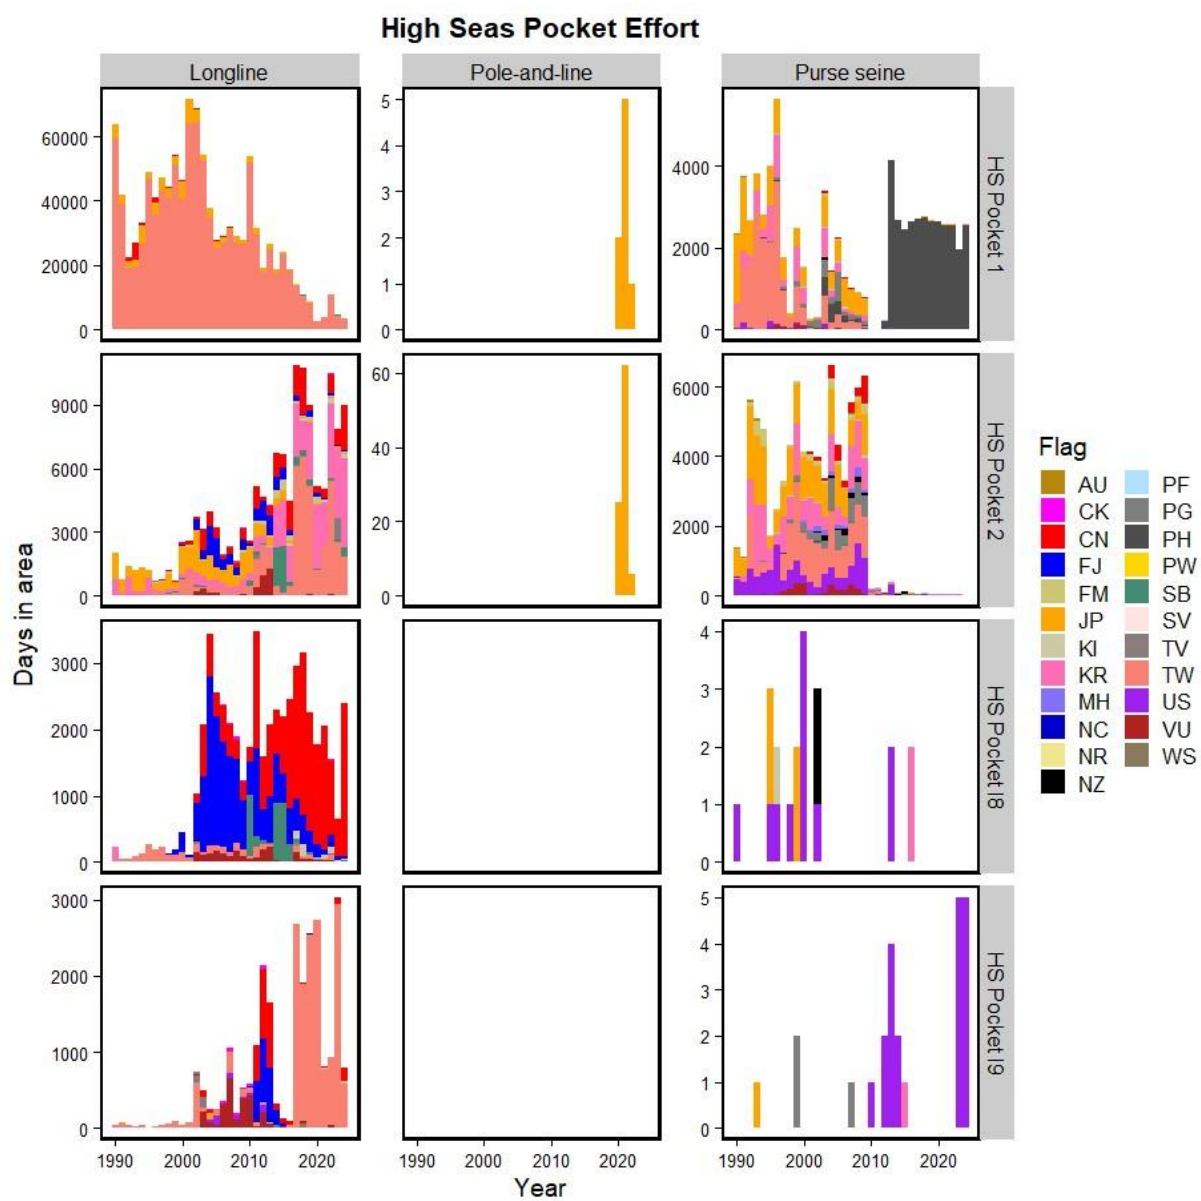 High Seas Pocket Effort
Longline
Pole-and-line
Purse seine
60000
40000
20000
0
5
4
3
2
1
0
4000
2000
0
HS Pocket 1
9000
6000
3000
0
60
40
20
0
6000
4000
2000
0
HS Pocket 2
3000
2000
1000
0
4
3
2
1
0
HS Pocket I8
3000
2000
1000
0
5
4
3
2
1
0
HS Pocket I9
1990 2000 2010 2020
1990 2000 2010 2020
1990 2000 2010 2020
Year
Days in area
Flag
AU
CK
CN
FJ
FM
JP
KI
KR
MH
NC
NR
NZ
PF
PG
PH
PW
SB
SV
TV
TW
US
VU
WS